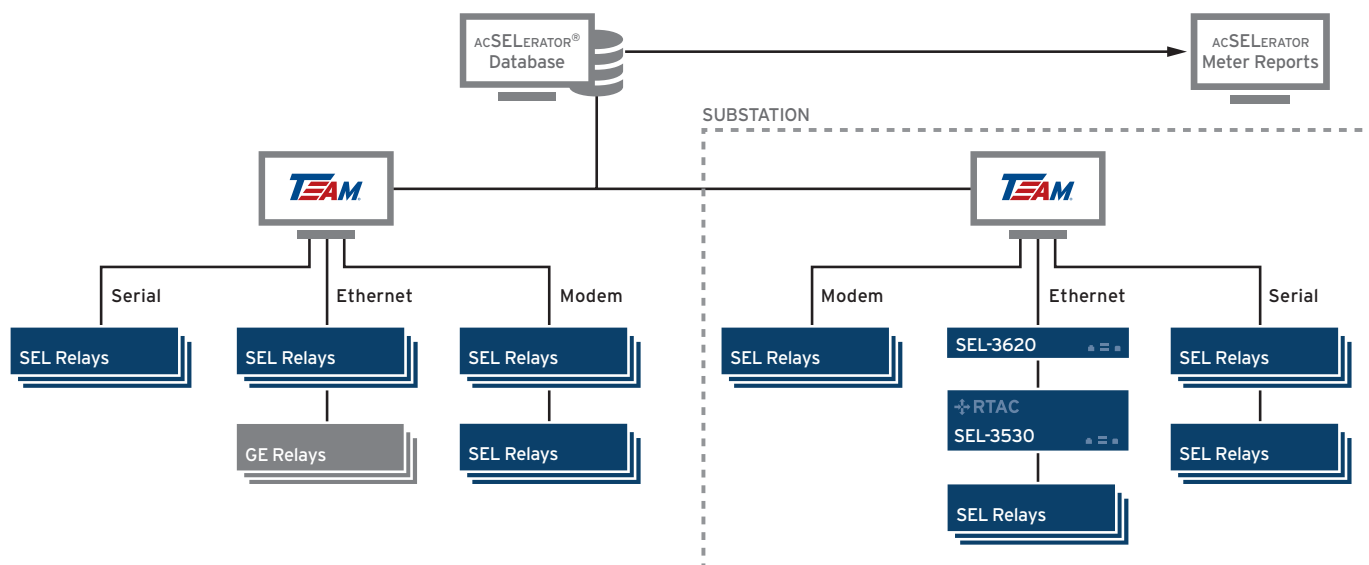 ACSELERATOR®
Database
ACSELERATOR
Meter Reports
SUBSTATION
TEAM
TEAM
Serial
Ethernet
Modem
Modem
Ethernet
Serial
SEL Relays
SEL Relays
SEL Relays
SEL Relays
SEL-3620
SEL Relays
GE Relays
SEL Relays
RTAC
SEL-3530
SEL Relays
SEL Relays